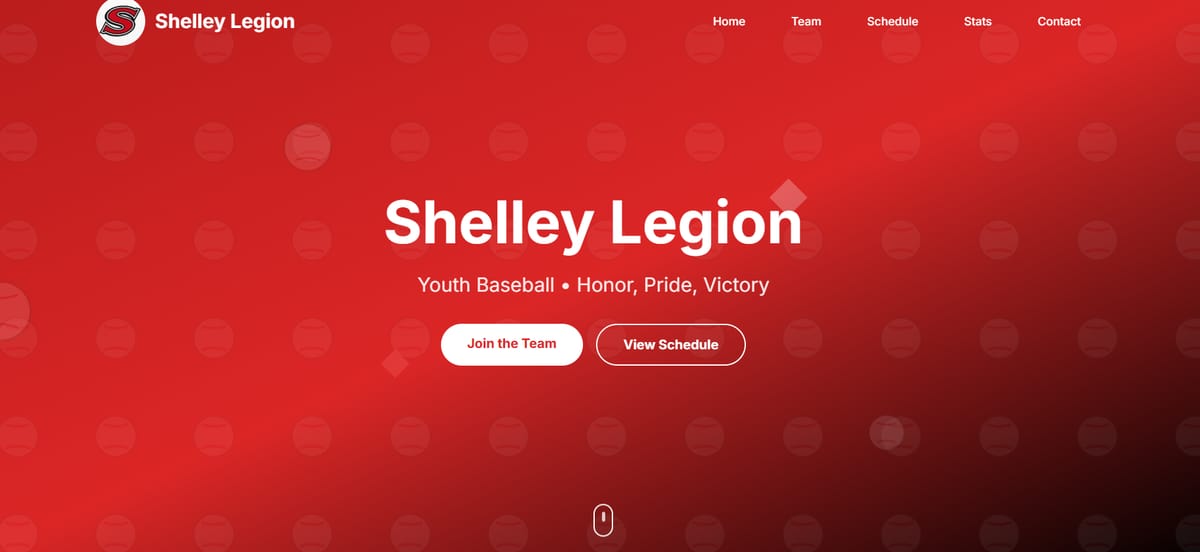 S
Shelley Legion
Home
Team
Schedule
Stats
Contact
Shelley Legion
Youth Baseball • Honor, Pride, Victory
Join the Team
View Schedule